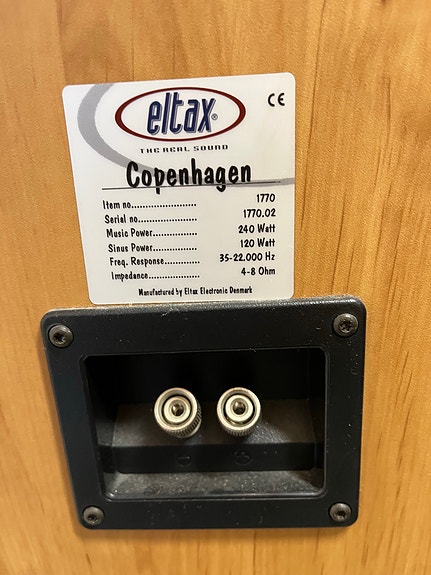 eltax®
CE
THE REAL SOUND
Copenhagen
Item no....................... 1770
Serial no..................... 1770.02
Music Power............... 240 Watt
Sinus Power............... 120 Watt
Freq. Response............ 35-22.000 Hz
Impedance.................. 4-8 Ohm
Manufactured by Eltax Electronic Denmark
- +